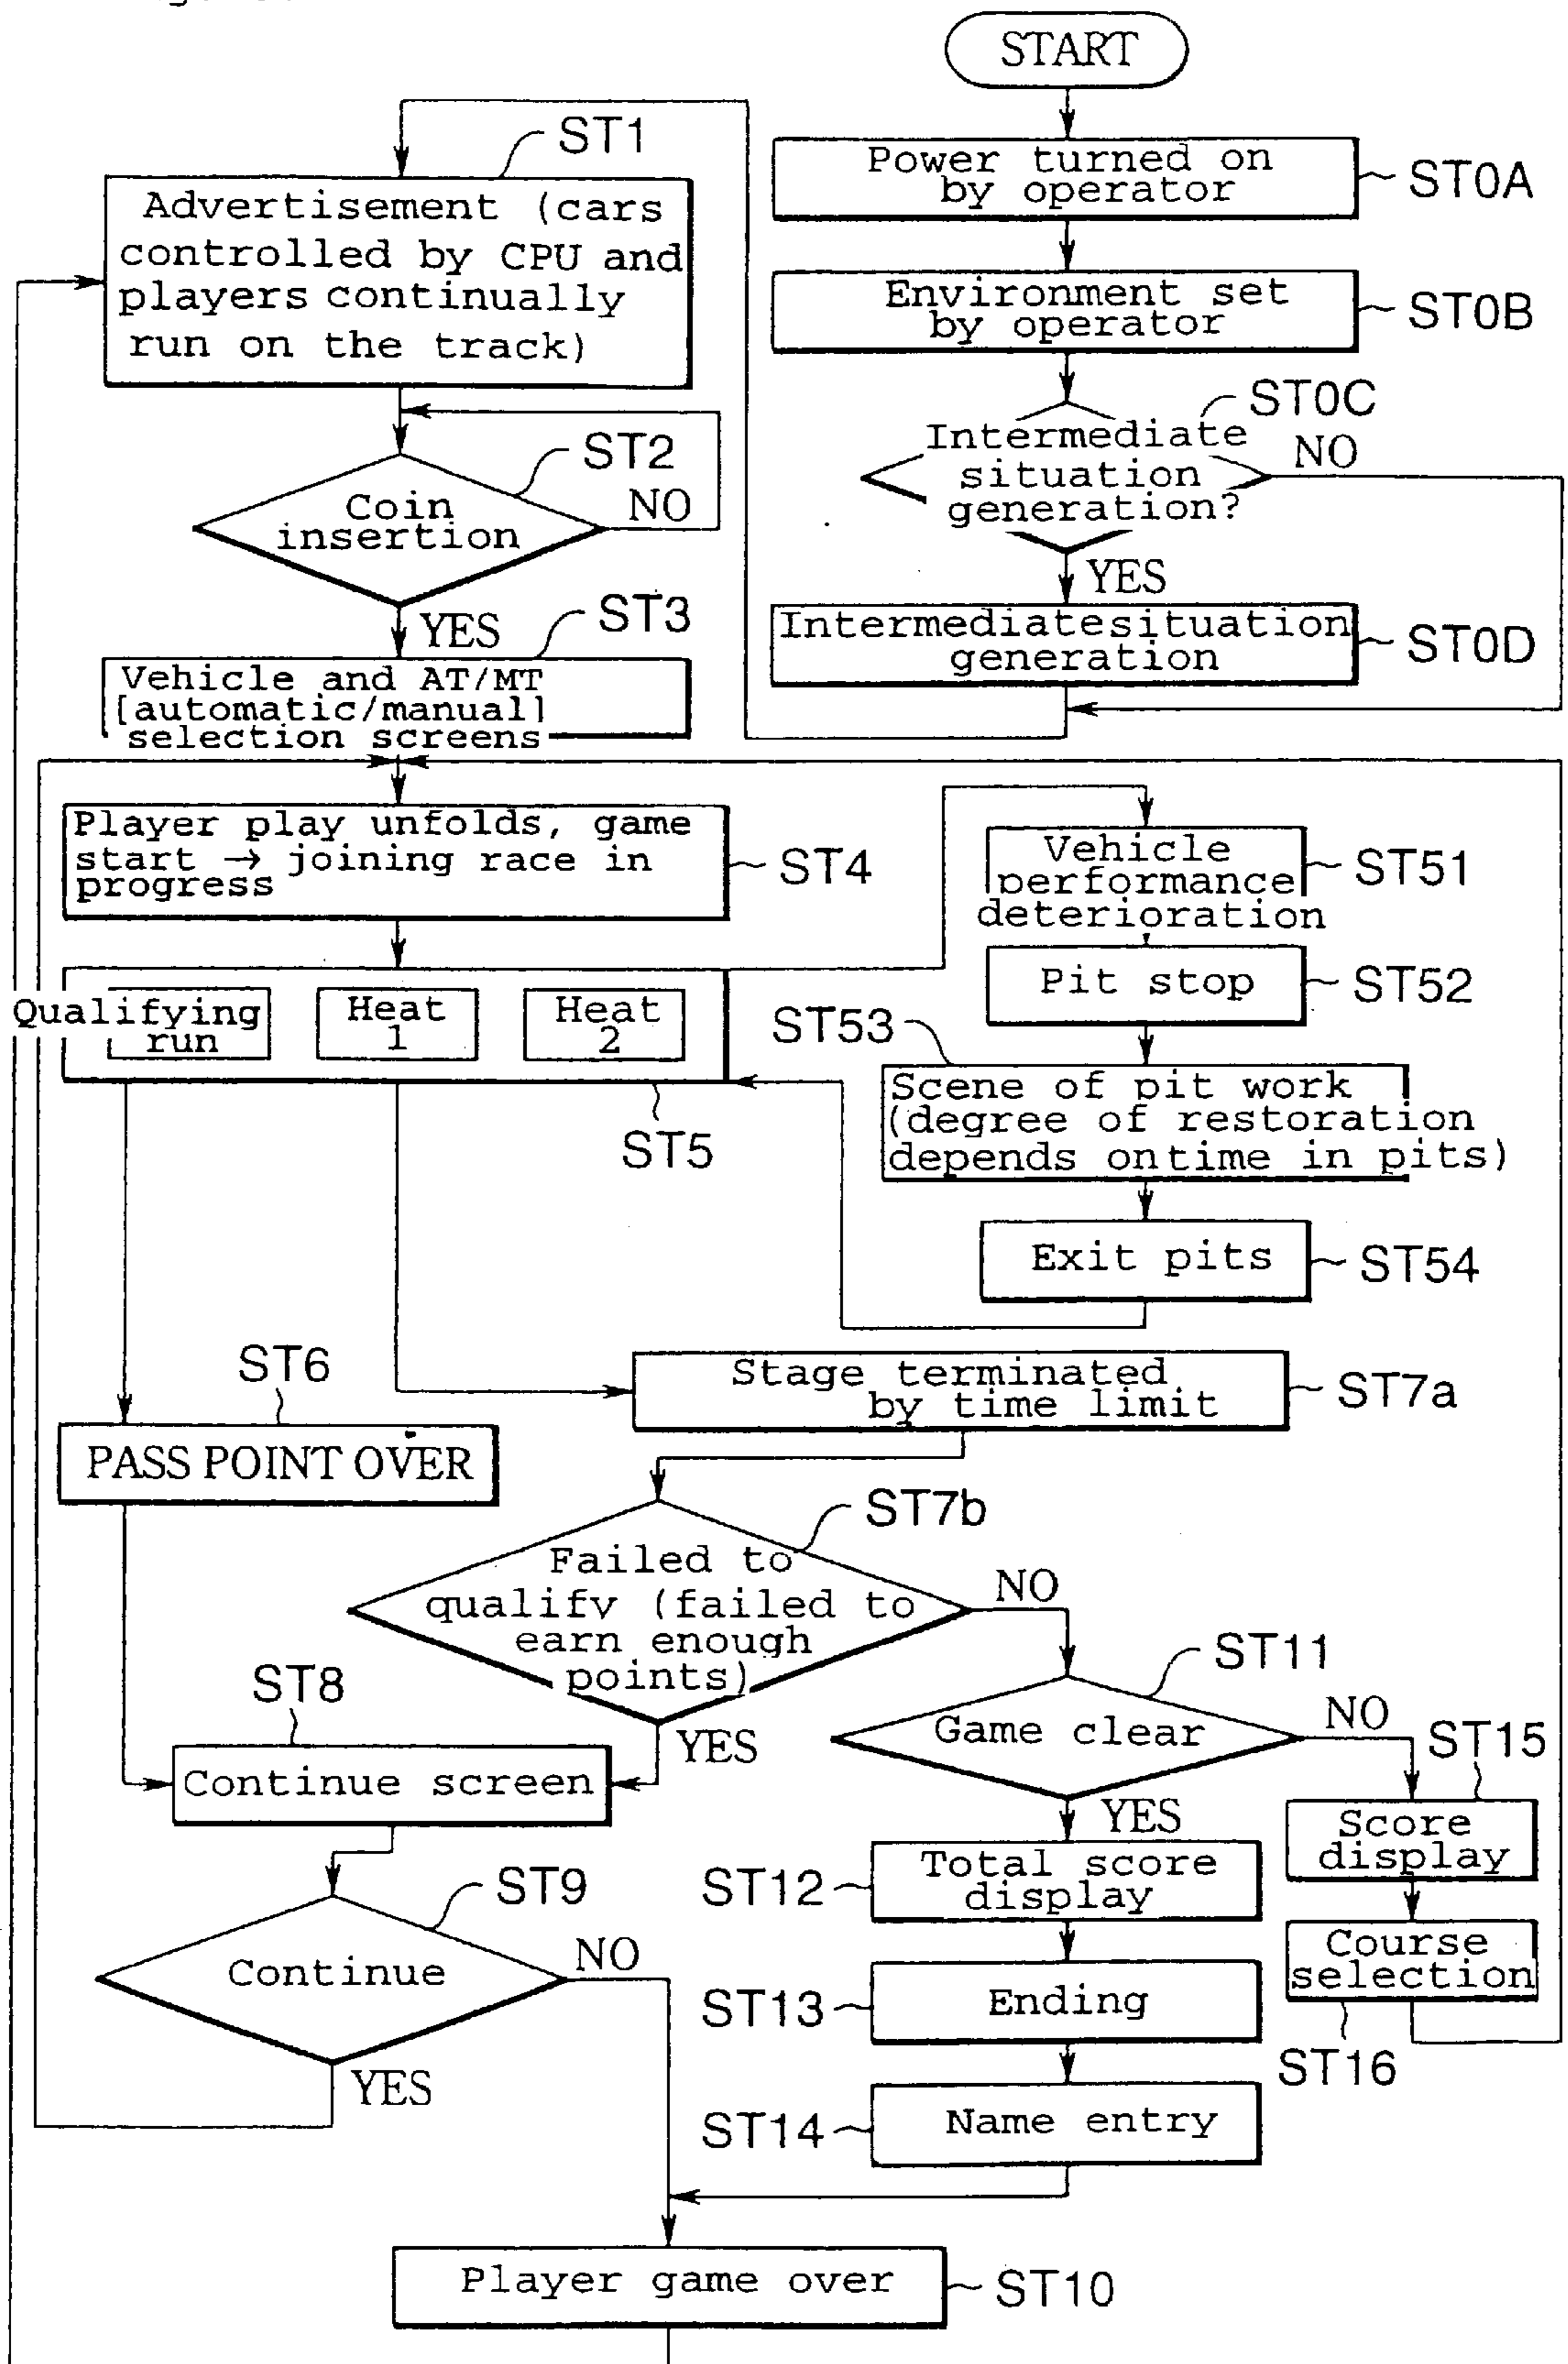 START
Power turned on
by operator
ST0A
Environment set
by operator
ST0B
ST0C
Intermediate
situation
generation?
NO
YES
Intermediatesituation
generation
ST0D
ST1
Advertisement (cars
controlled by CPU and
players continually
run on the track)
ST2
Coin
insertion
NO
YES
ST3
Vehicle and AT/MT
[automatic/manual]
selection screens
Player play unfolds, game
start → joining race in
progress
ST4
Qualifying
run
Heat
1
Heat
2
ST5
Vehicle
performance
deterioration
ST51
Pit stop
ST52
ST53
Scene of pit work
(degree of restoration
depends ontime in pits)
Exit pits
ST54
ST6
PASS POINT OVER
Stage terminated
by time limit
ST7a
ST7b
Failed to
qualify (failed to
earn enough
points)
NO
YES
ST8
Continue screen
ST9
Continue
NO
YES
ST11
Game clear
NO
YES
ST15
Score
display
Course
selection
ST16
ST12
Total score
display
ST13
Ending
ST14
Name entry
Player game over
ST10